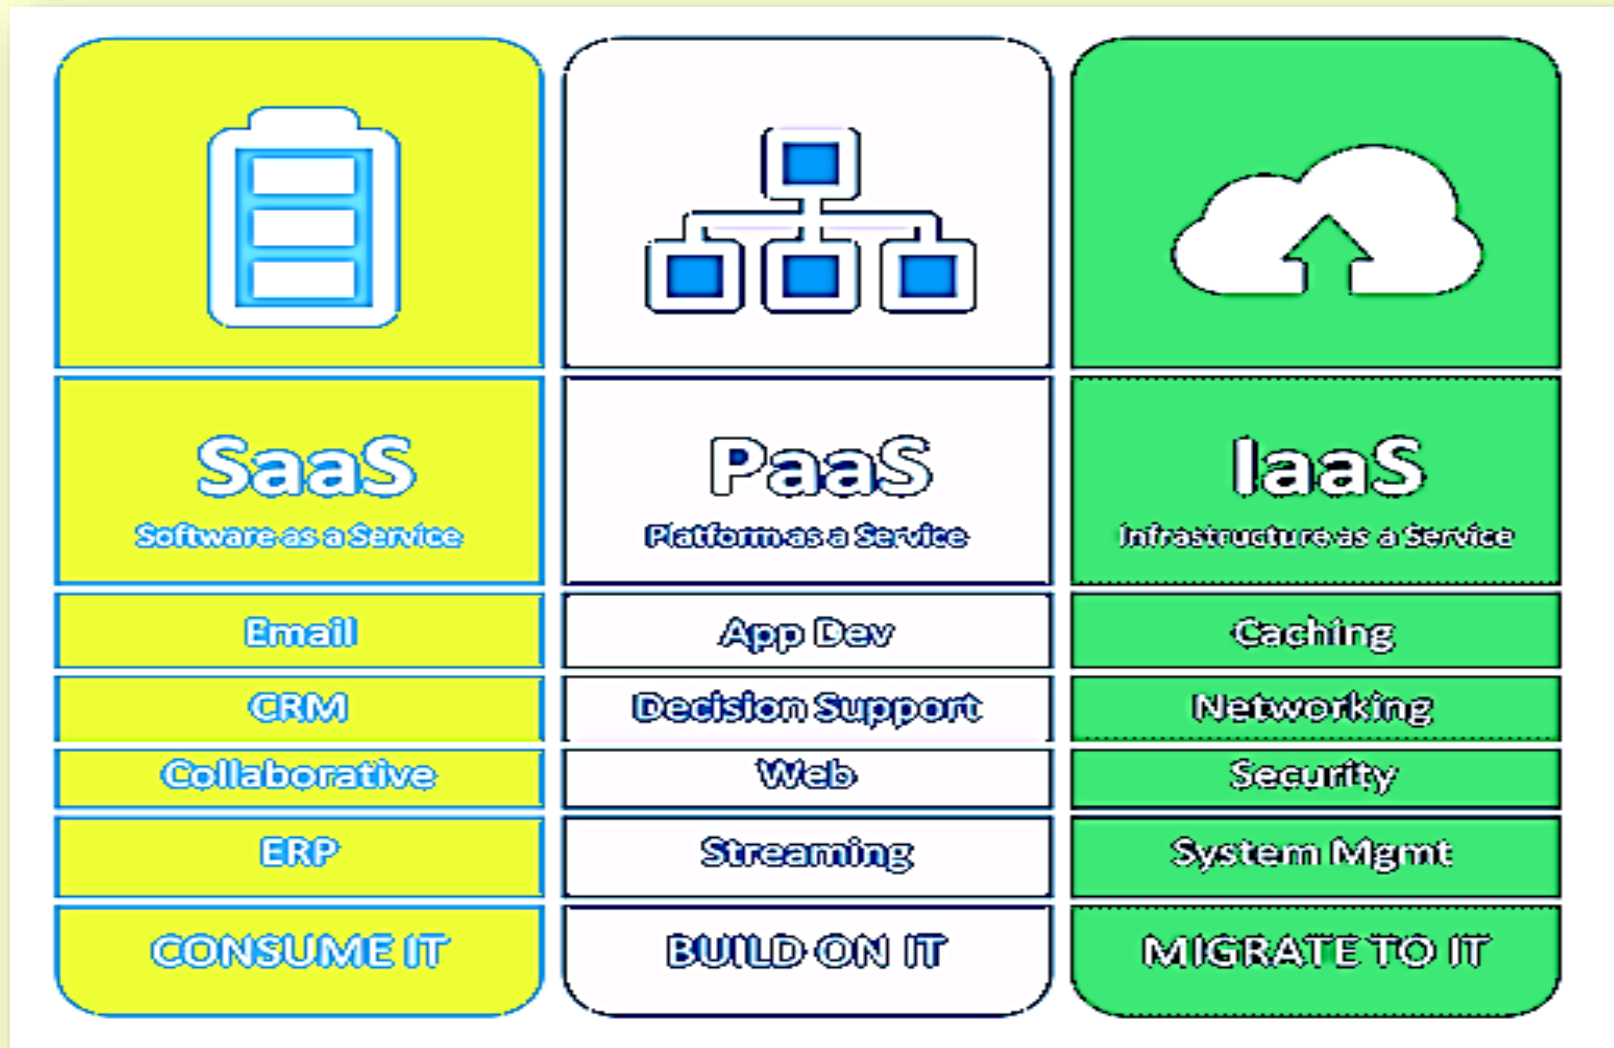 SaaS
Software as a Service
Email
CRM
Collaborative
ERP
CONSUME IT
PaaS
Platform as a Service
App Dev
Decision Support
Web
Streaming
BUILD ON IT
IaaS
Infrastructure as a Service
Caching
Networking
Security
System Mgmt
MIGRATE TO IT